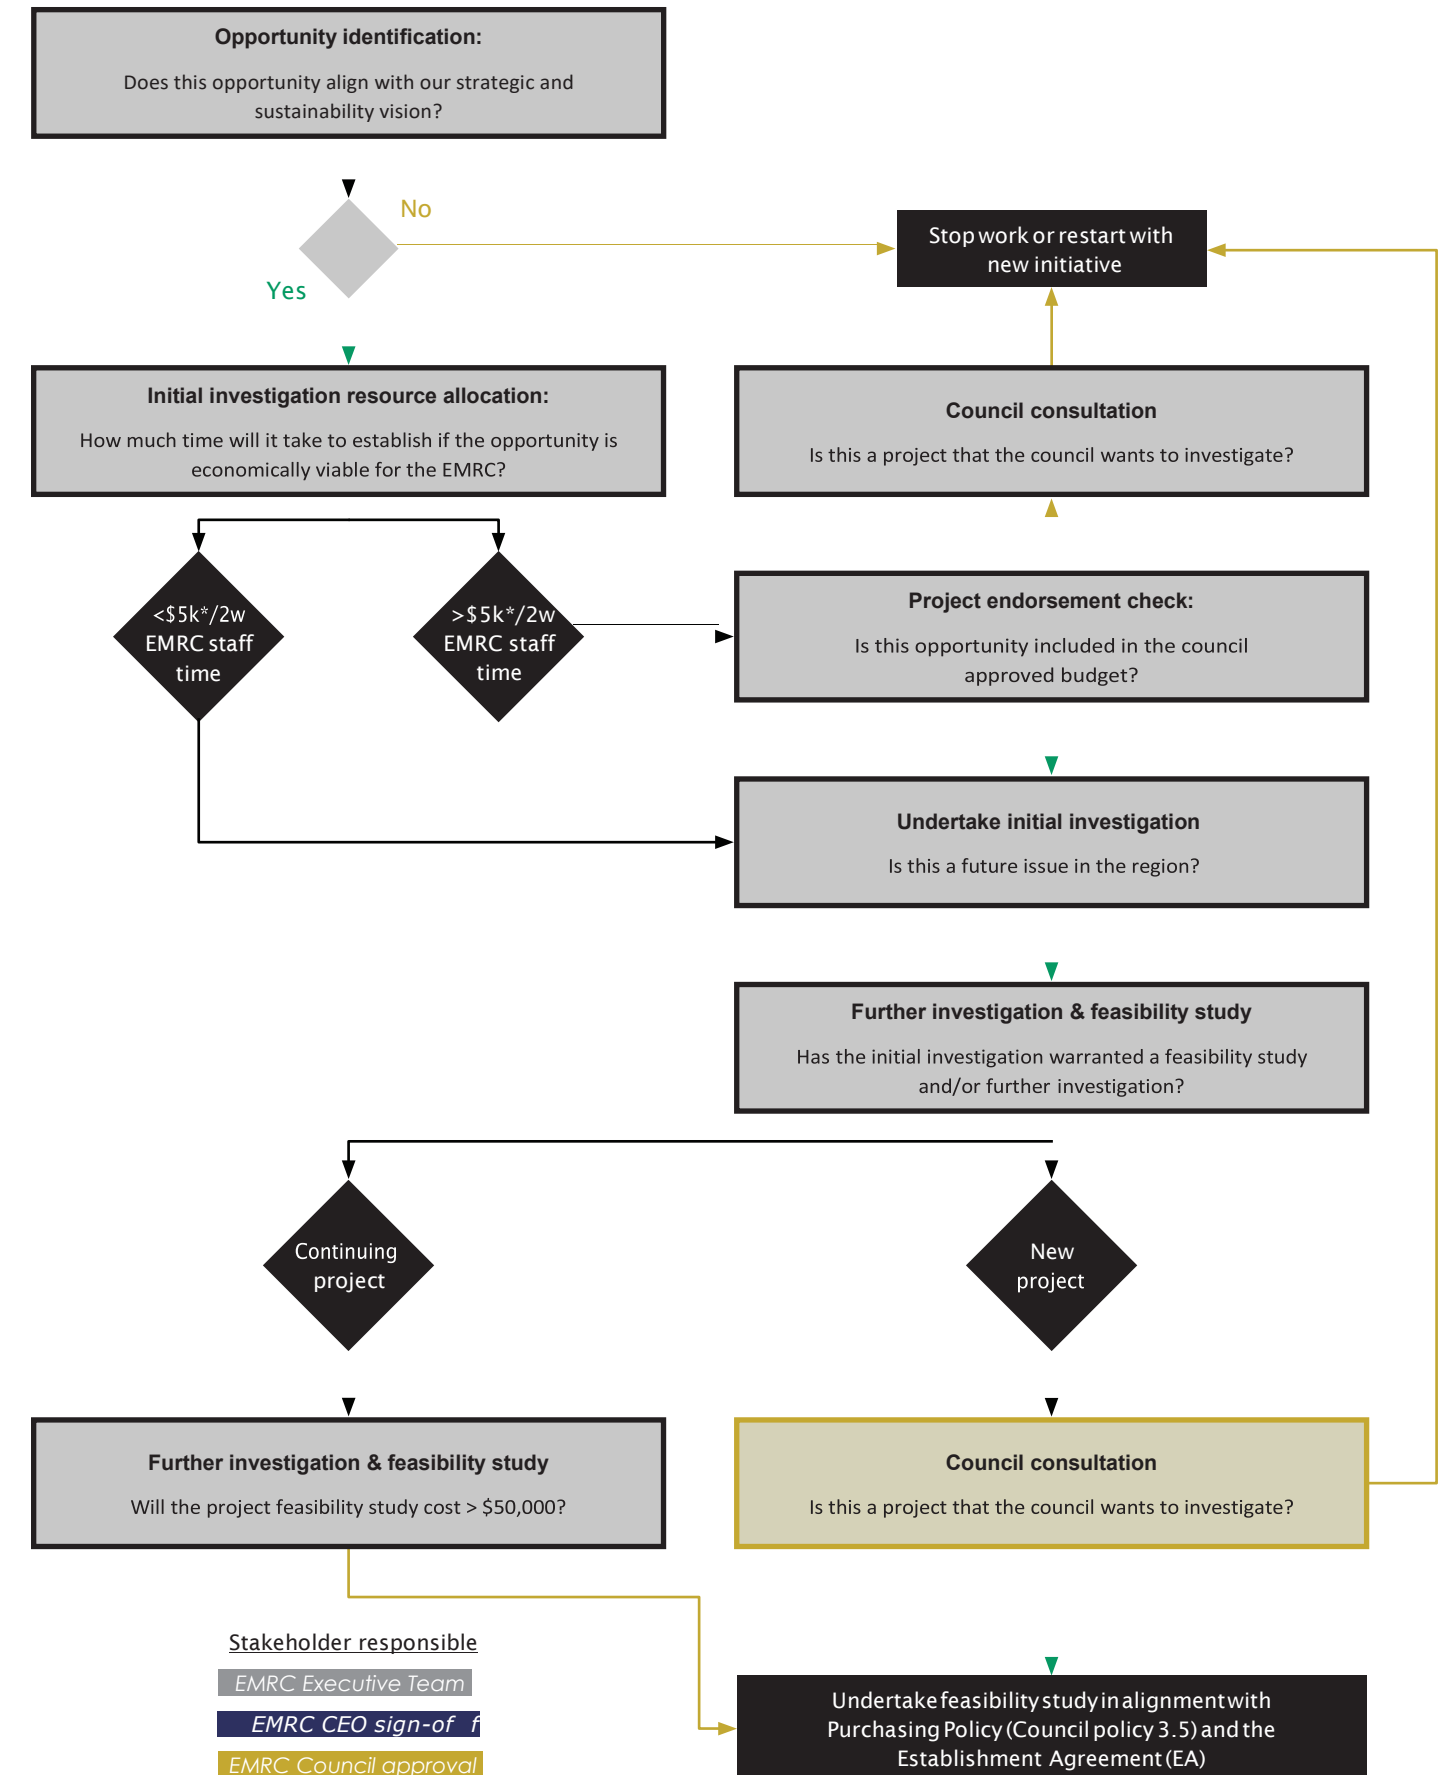 Opportunity identification:
Does this opportunity align with our strategic and
sustainability vision?
No
Yes
Stop work or restart with
new initiative
Initial investigation resource allocation:
How much time will it take to establish if the opportunity is
economically viable for the EMRC?
Council consultation
Is this a project that the council wants to investigate?
<$5k*/2w
EMRC staff
time
>$5k*/2w
EMRC staff
time
Project endorsement check:
Is this opportunity included in the council
approved budget?
Undertake initial investigation
Is this a future issue in the region?
Further investigation & feasibility study
Has the initial investigation warranted a feasibility study
and/or further investigation?
Continuing
project
New
project
Further investigation & feasibility study
Will the project feasibility study cost > $50,000?
Council consultation
Is this a project that the council wants to investigate?
Stakeholder responsible
EMRC Executive Team
EMRC CEO sign-of f
EMRC Council approval
Undertake feasibility study in alignment with
Purchasing Policy (Council policy 3.5) and the
Establishment Agreement (EA)